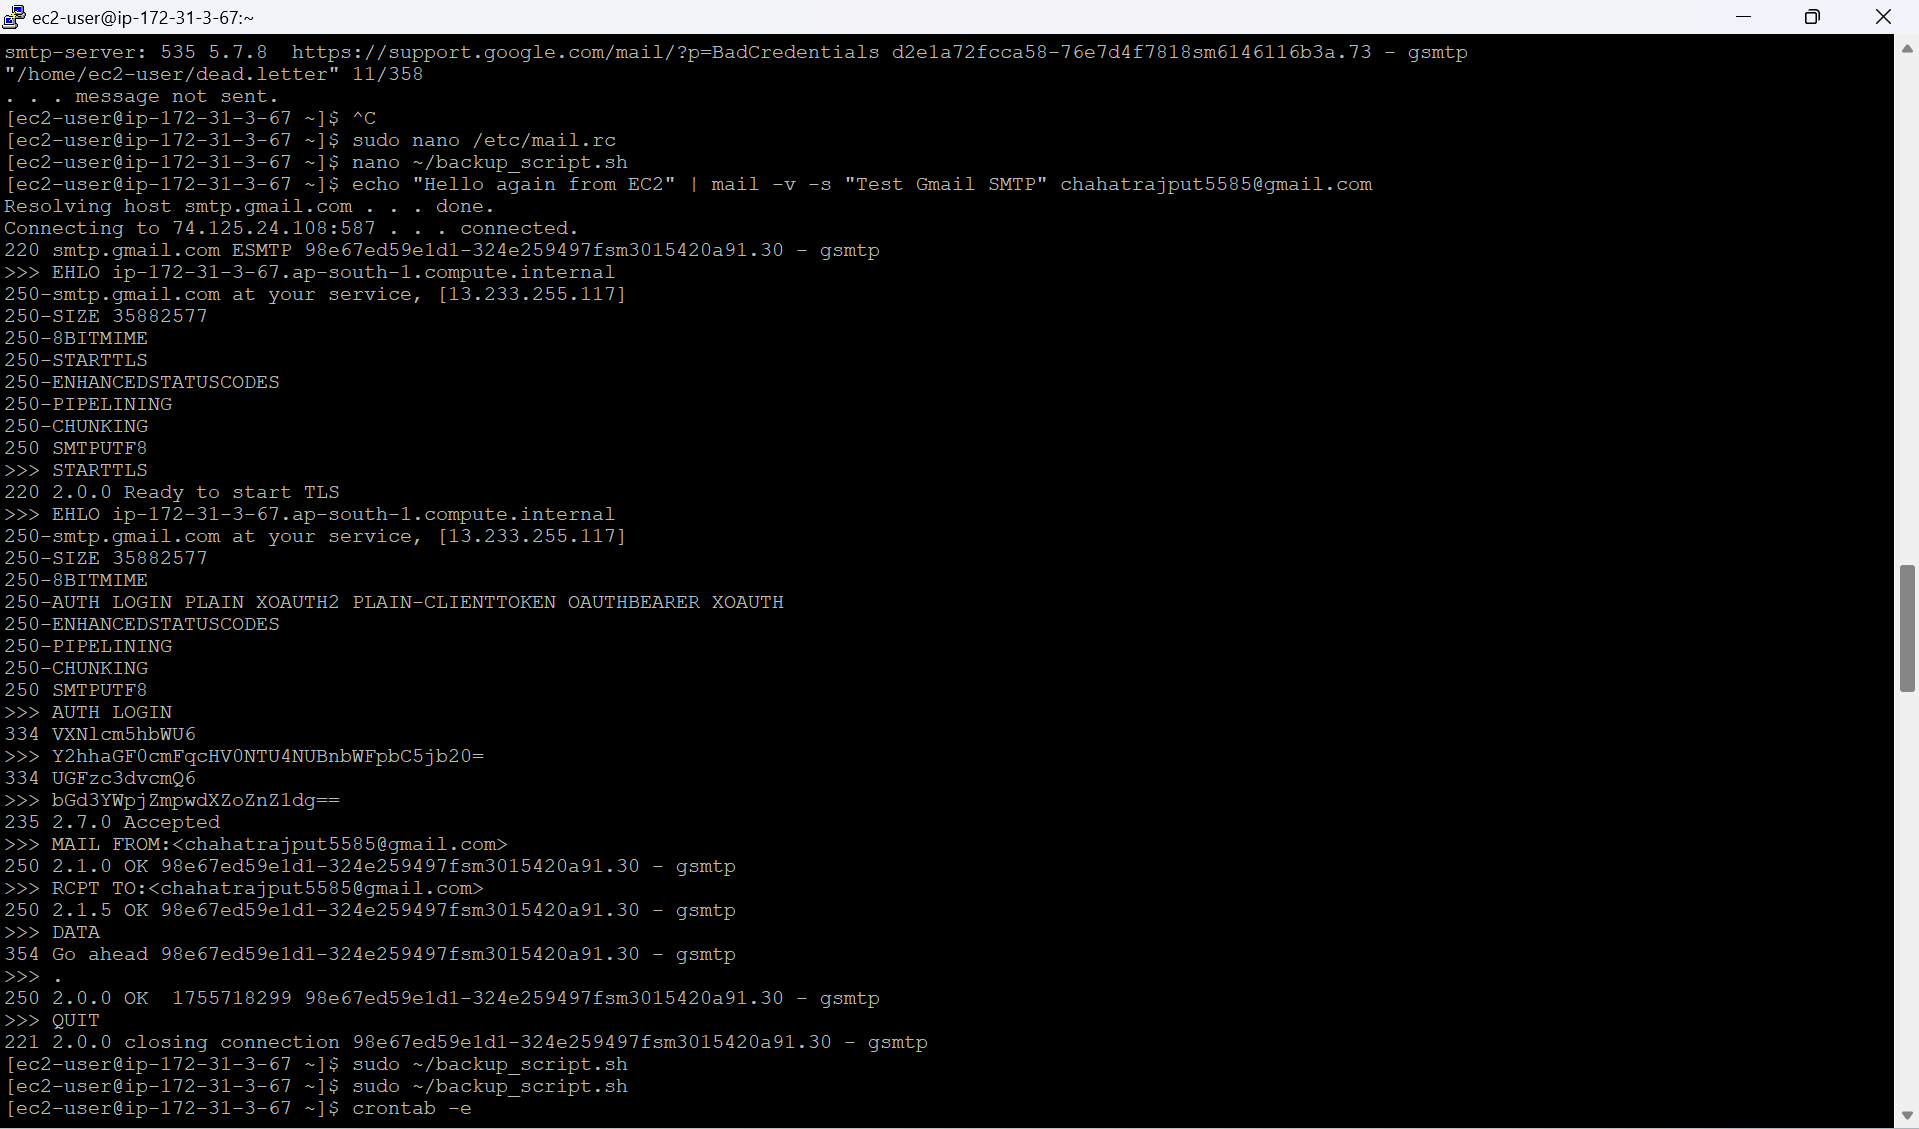 ec2-user@ip-172-31-3-67:~
smtp-server: 535 5.7.8  https://support.google.com/mail/?p=BadCredentials d2e1a72fcca58-76e7d4f7818sm6146116b3a.73 - gsmtp
"/home/ec2-user/dead.letter" 11/358
. . . message not sent.
[ec2-user@ip-172-31-3-67 ~]$ ^C
[ec2-user@ip-172-31-3-67 ~]$ sudo nano /etc/mail.rc
[ec2-user@ip-172-31-3-67 ~]$ nano ~/backup_script.sh
[ec2-user@ip-172-31-3-67 ~]$ echo "Hello again from EC2" | mail -v -s "Test Gmail SMTP" chahatrajput5585@gmail.com
Resolving host smtp.gmail.com . . . done.
Connecting to 74.125.24.108:587 . . . connected.
220 smtp.gmail.com ESMTP 98e67ed59e1d1-324e259497fsm3015420a91.30 - gsmtp
>>> EHLO ip-172-31-3-67.ap-south-1.compute.internal
250-smtp.gmail.com at your service, [13.233.255.117]
250-SIZE 35882577
250-8BITMIME
250-STARTTLS
250-ENHANCEDSTATUSCODES
250-PIPELINING
250-CHUNKING
250 SMTPUTF8
>>> STARTTLS
220 2.0.0 Ready to start TLS
>>> EHLO ip-172-31-3-67.ap-south-1.compute.internal
250-smtp.gmail.com at your service, [13.233.255.117]
250-SIZE 35882577
250-8BITMIME
250-AUTH LOGIN PLAIN XOAUTH2 PLAIN-CLIENTTOKEN OAUTHBEARER XOAUTH
250-ENHANCEDSTATUSCODES
250-PIPELINING
250-CHUNKING
250 SMTPUTF8
>>> AUTH LOGIN
334 VXNlcm5hbWU6
>>> Y2hhaGF0cmFqcHV0NTU4NUBnbWFpbC5jb20=
334 UGFzc3dvcmQ6
>>> bGd3YWpjZmpwdXZoZnZ1dg==
235 2.7.0 Accepted
>>> MAIL FROM:<chahatrajput5585@gmail.com>
250 2.1.0 OK 98e67ed59e1d1-324e259497fsm3015420a91.30 - gsmtp
>>> RCPT TO:<chahatrajput5585@gmail.com>
250 2.1.5 OK 98e67ed59e1d1-324e259497fsm3015420a91.30 - gsmtp
>>> DATA
354 Go ahead 98e67ed59e1d1-324e259497fsm3015420a91.30 - gsmtp
>>> .
250 2.0.0 OK  1755718299 98e67ed59e1d1-324e259497fsm3015420a91.30 - gsmtp
>>> QUIT
221 2.0.0 closing connection 98e67ed59e1d1-324e259497fsm3015420a91.30 - gsmtp
[ec2-user@ip-172-31-3-67 ~]$ sudo ~/backup_script.sh
[ec2-user@ip-172-31-3-67 ~]$ sudo ~/backup_script.sh
[ec2-user@ip-172-31-3-67 ~]$ crontab -e